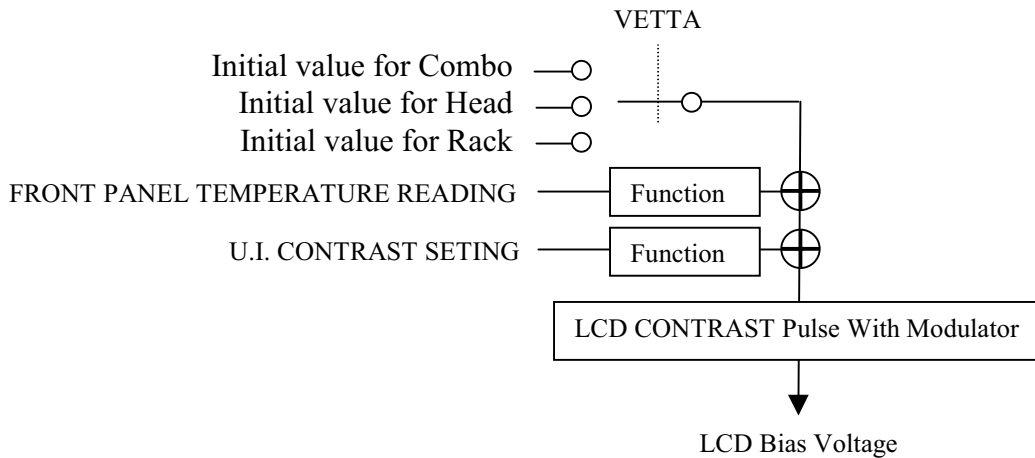 VETTA
Initial value for Combo
Initial value for Head
Initial value for Rack
FRONT PANEL TEMPERATURE READING
Function
U.I. CONTRAST SETING
Function
LCD CONTRAST Pulse With Modulator
LCD Bias Voltage